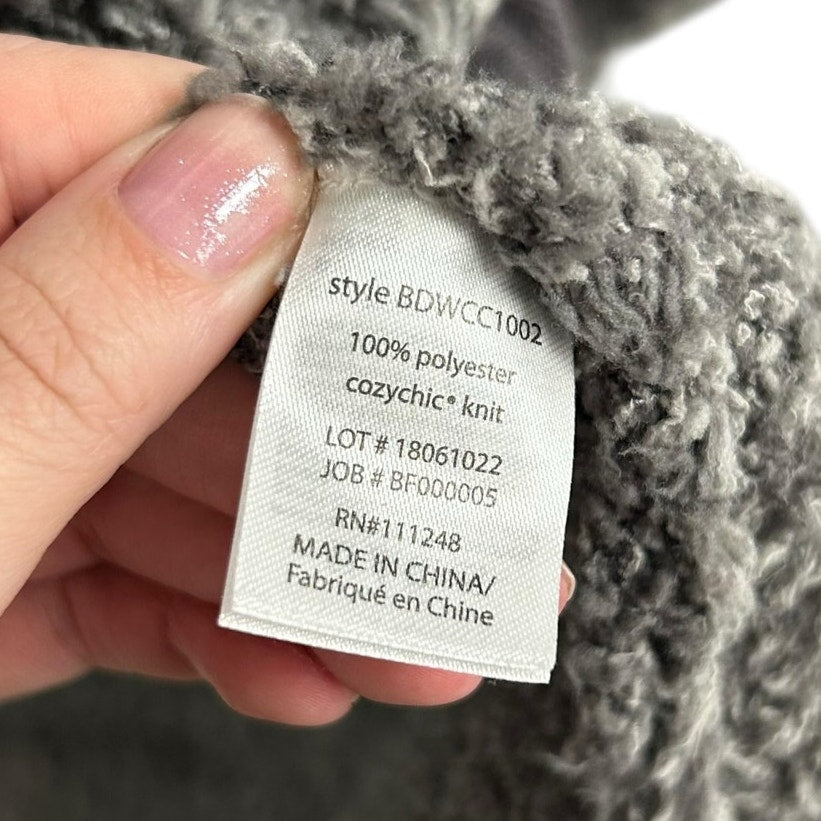 style BDWCC1002
100% polyester
cozychic® knit
LOT # 18061022
JOB # BF000005
RN#111248
MADE IN CHINA/
Fabriqué en Chine